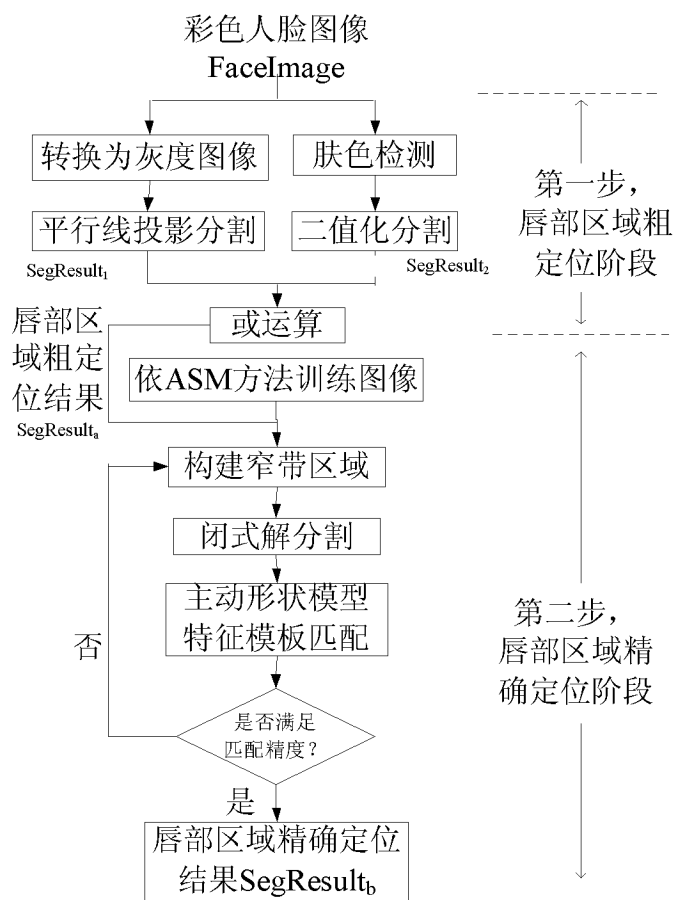 彩色人脸图像
FaceImage
转换为灰度图像
肤色检测
平行线投影分割
二值化分割
SegResult₁
SegResult₂
第一步，
唇部区域粗
定位阶段
或运算
唇部区
域粗定
位结果
SegResultₐ
依ASM方法训练图像
构建窄带区域
闭式解分割
主动形状模型
特征模板匹配
否
是否满足
匹配精度？
是
唇部区域精确定位
结果SegResult_b
第二步，
唇部区域精
确定位阶段